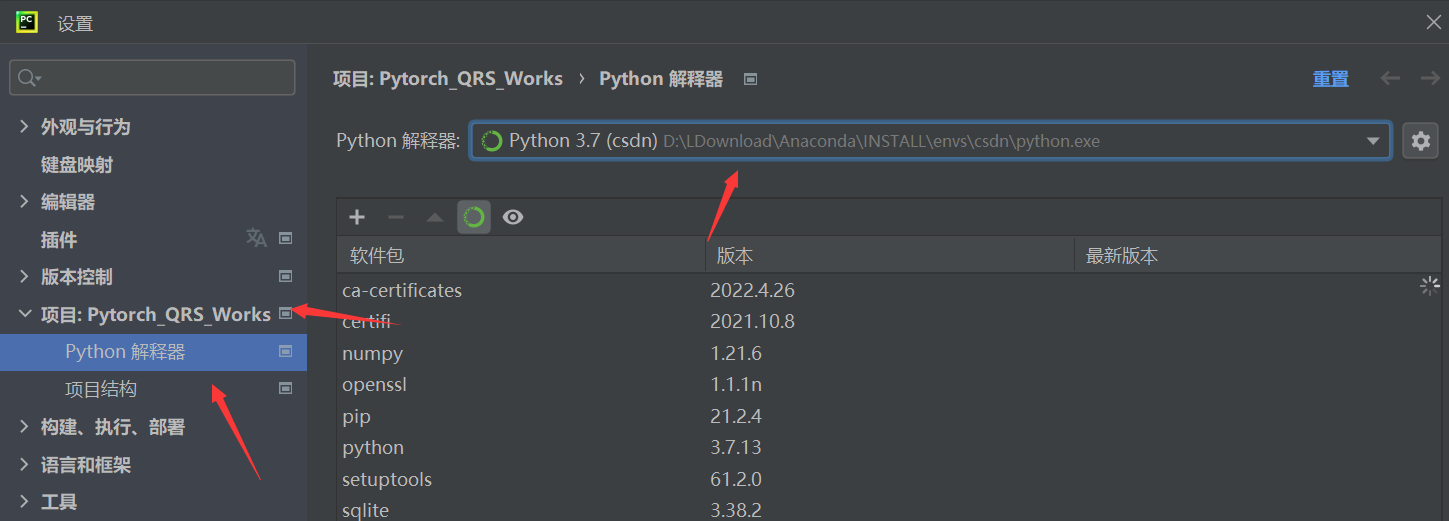 PC
设置
项目: Pytorch_QRS_Works › Python 解释器
重置
Python 解释器: Python 3.7 (csdn) D:\LDownload\Anaconda\INSTALL\envs\csdn\python.exe
外观与行为
键盘映射
编辑器
插件
版本控制
项目: Pytorch_QRS_Works
Python 解释器
项目结构
构建、执行、部署
语言和框架
工具
软件包 版本 最新版本
ca-certificates 2022.4.26
certifi 2021.10.8
numpy 1.21.6
openssl 1.1.1n
pip 21.2.4
python 3.7.13
setuptools 61.2.0
sqlite 3.38.2